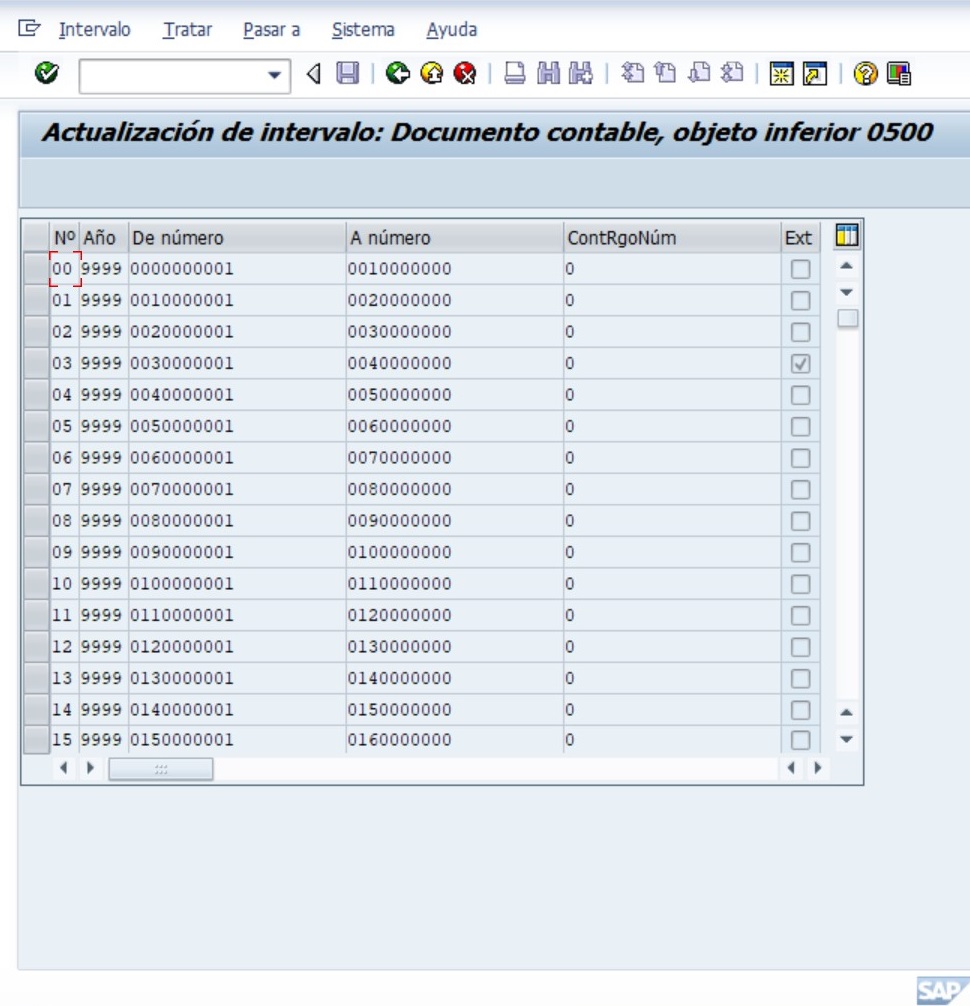 Intervalo Tratar Pasar a Sistema Ayuda
Actualización de intervalo: Documento contable, objeto inferior 0500
Nº Año De número A número ContRgoNúm Ext
00 9999 0000000001 0010000000 0
01 9999 0010000001 0020000000 0
02 9999 0020000001 0030000000 0
03 9999 0030000001 0040000000 0
04 9999 0040000001 0050000000 0
05 9999 0050000001 0060000000 0
06 9999 0060000001 0070000000 0
07 9999 0070000001 0080000000 0
08 9999 0080000001 0090000000 0
09 9999 0090000001 0100000000 0
10 9999 0100000001 0110000000 0
11 9999 0110000001 0120000000 0
12 9999 0120000001 0130000000 0
13 9999 0130000001 0140000000 0
14 9999 0140000001 0150000000 0
15 9999 0150000001 0160000000 0
SAP